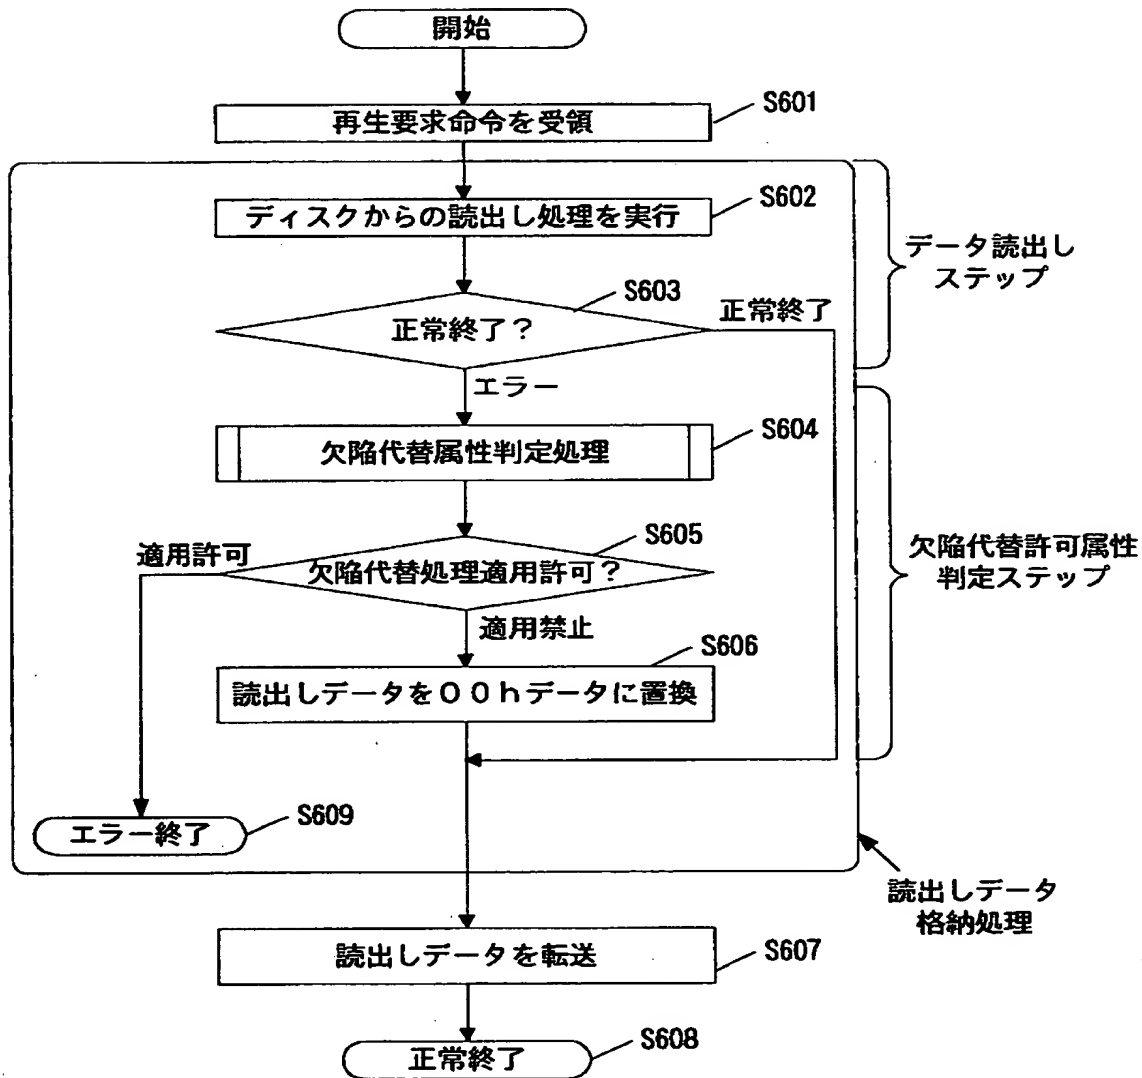 開始
再生要求命令を受領
S601
ディスクからの読出し処理を実行
S602
データ読出し
ステップ
正常終了？
S603
正常終了
エラー
欠陥代替属性判定処理
S604
欠陥代替処理適用許可？
S605
適用許可
適用禁止
欠陥代替許可属性
判定ステップ
読出しデータを００ｈデータに置換
S606
エラー終了
S609
読出しデータ
格納処理
読出しデータを転送
S607
正常終了
S608